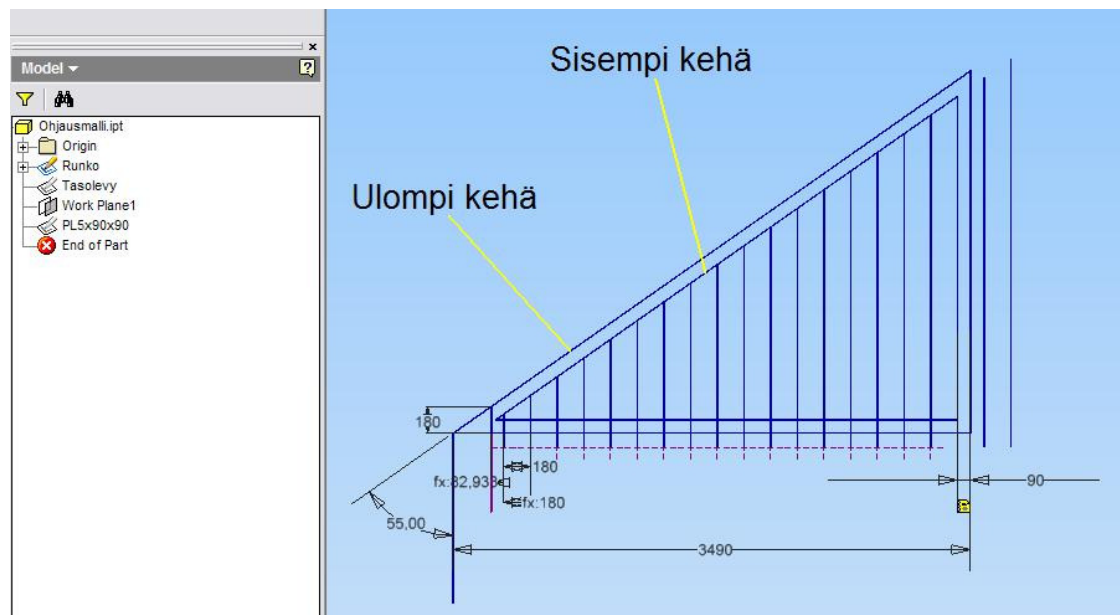 Model
Ohjausmalli.ipt
Origin
Runko
Tasolevy
Work Plane1
PL5x90x90
End of Part
Sisempi kehä
Ulompi kehä
180
180
fx:82,938
fx:180
90
55,00
3490